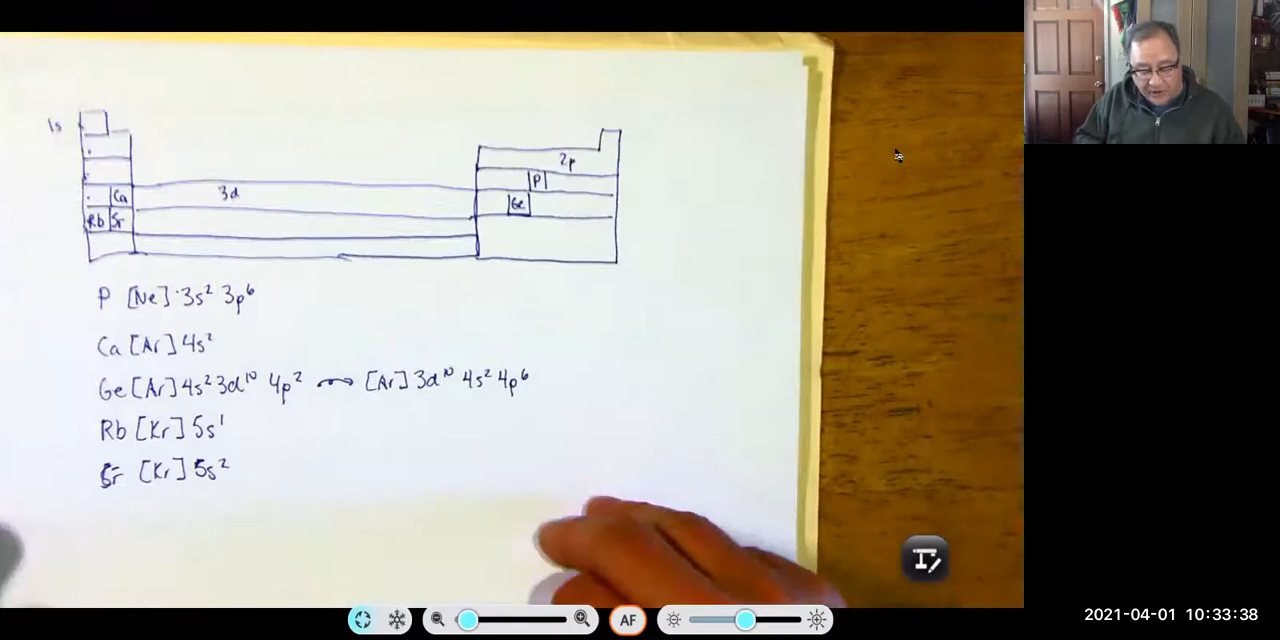 1s
2p
P
Ca
3d
Ge
Rb Sr
P [Ne] 3s² 3p⁶
Ca [Ar] 4s²
Ge [Ar] 4s² 3d¹⁰ 4p² → [Ar] 3d¹⁰ 4s² 4p⁶
Rb [Kr] 5s¹
Sr [Kr] 5s²
AF
2021-04-01 10:33:38